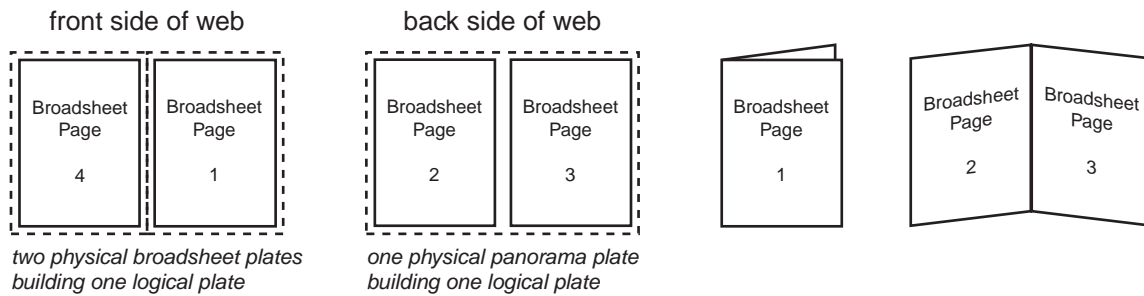 front side of web
back side of web
Broadsheet
Page
4
Broadsheet
Page
1
Broadsheet
Page
2
Broadsheet
Page
3
Broadsheet
Page
1
Broadsheet
Page
2
Broadsheet
Page
3
two physical broadsheet plates
building one logical plate
one physical panorama plate
building one logical plate